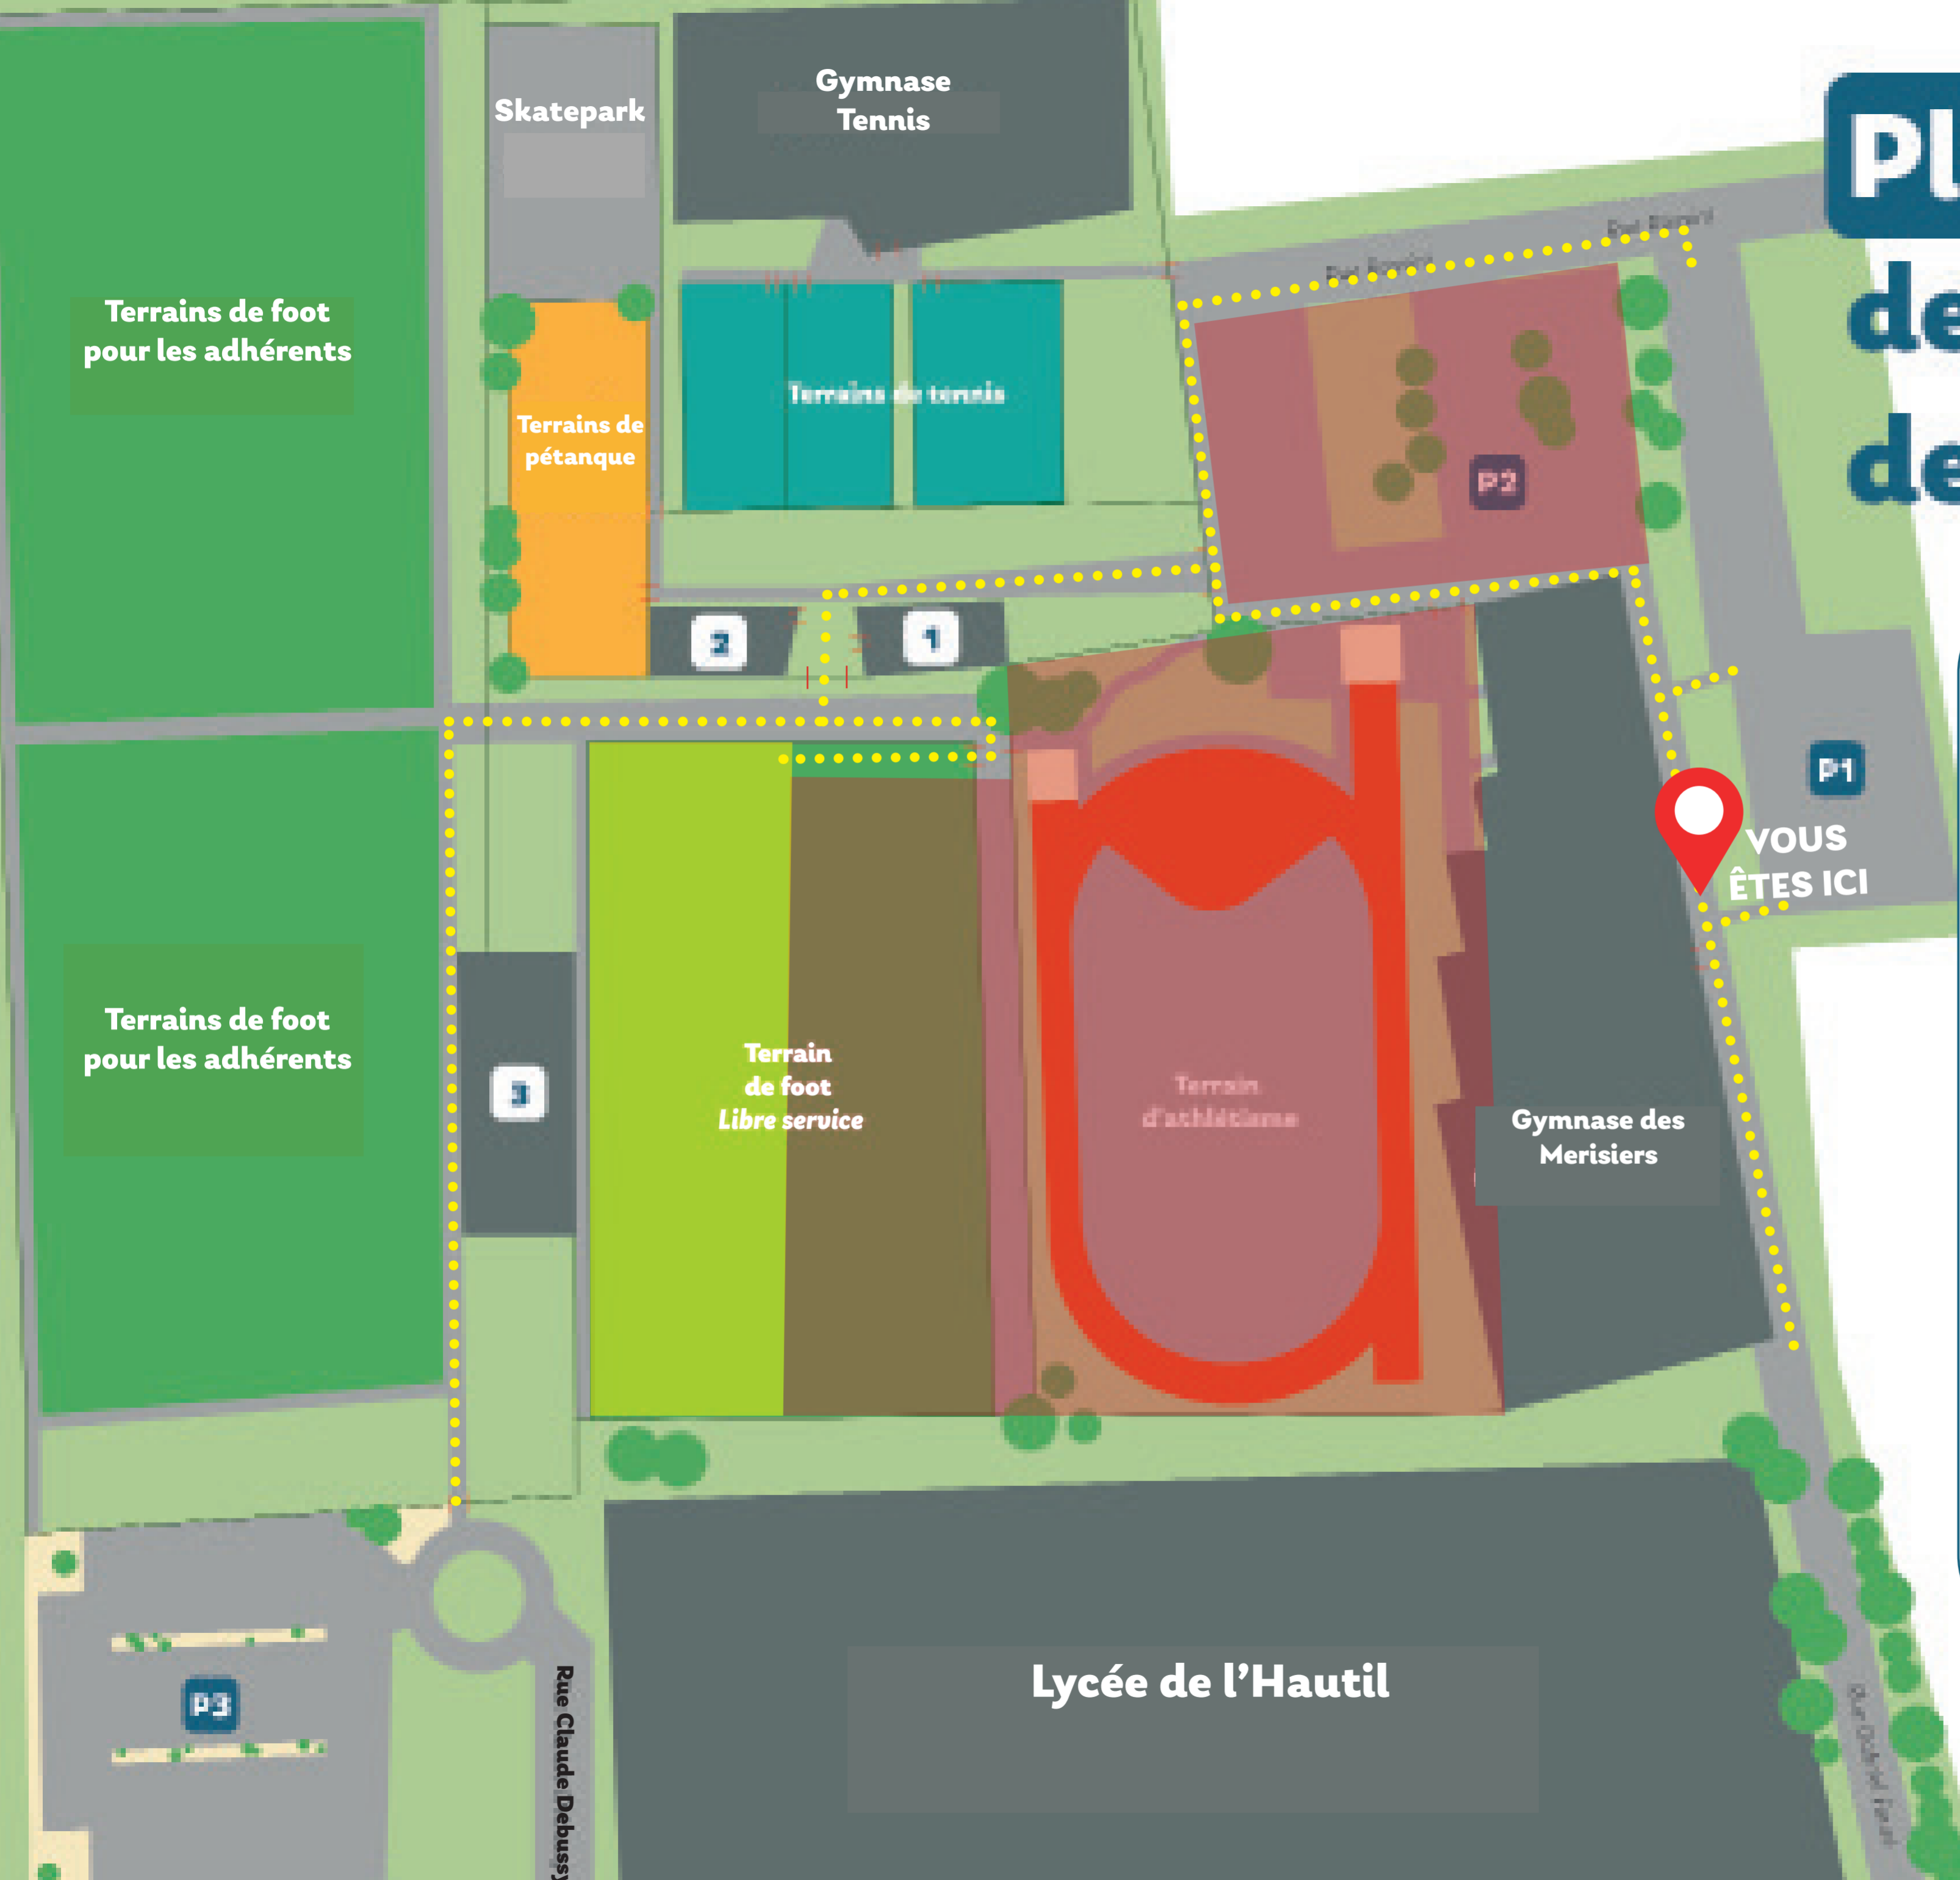 Skatepark
Gymnase
Tennis
Pl
de
de
Terrains de foot
pour les adhérents
Terrains de tennis
Terrains de
pétanque
P2
2
1
P1
VOUS
ÊTES ICI
Terrains de foot
pour les adhérents
3
Terrain
de foot
Libre service
Terrain
d'athlétisme
Gymnase des
Merisiers
Lycée de l'Hautil
P3
Rue Claude Debussy